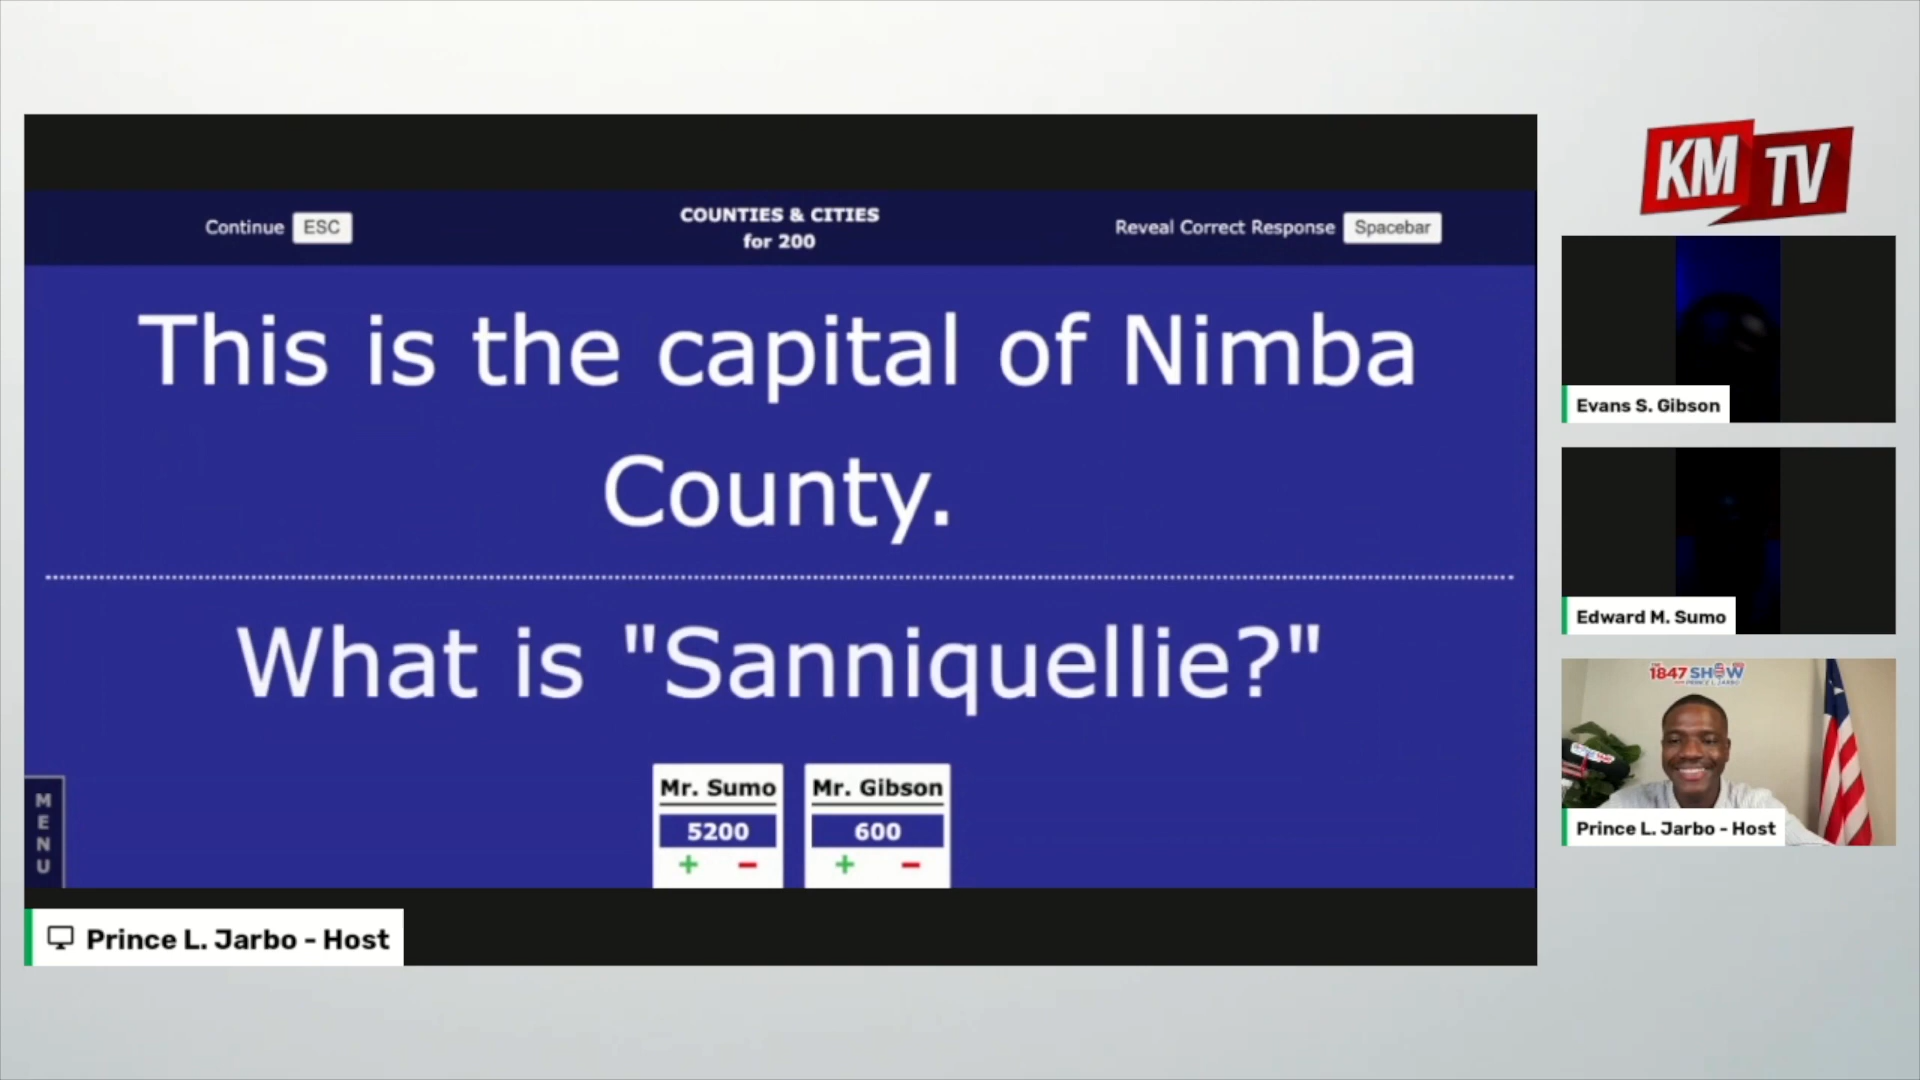 Continue ESC
COUNTIES & CITIES
for 200
Reveal Correct Response Spacebar
This is the capital of Nimba
County.
What is "Sanniquellie?"
MENU
Mr. Sumo
5200
+ −
Mr. Gibson
600
+ −
Prince L. Jarbo - Host
KM TV
Evans S. Gibson
Edward M. Sumo
1847 SHOW
Prince L. Jarbo - Host